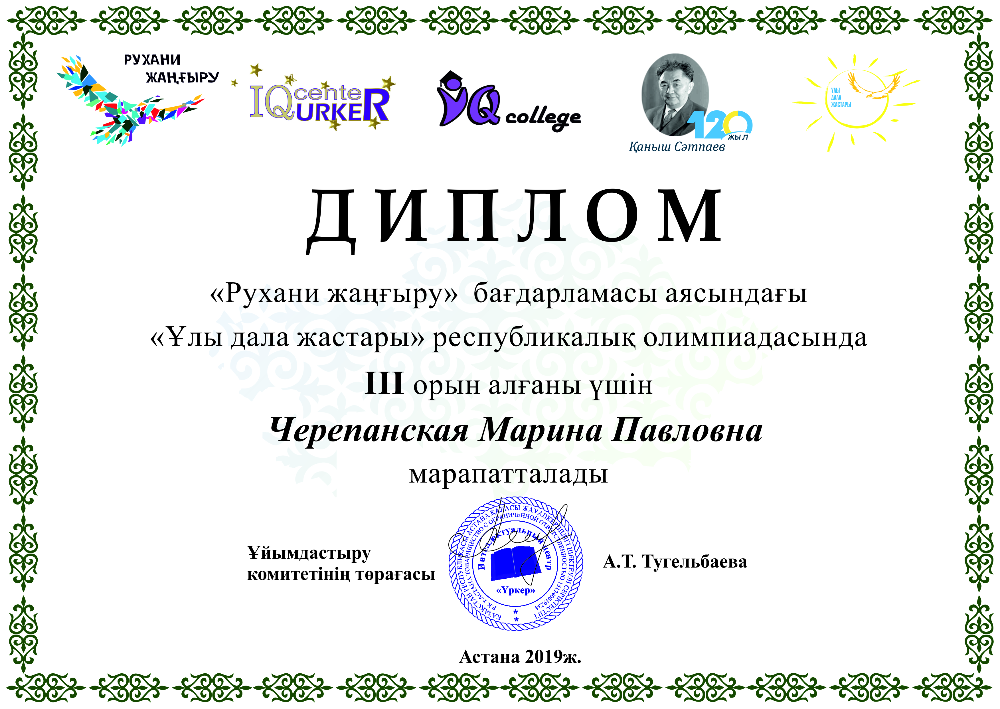 РУХАНИ
ЖАҢҒЫРУ
IQ center
URKER
IQ college
120
жыл
Қаныш Сәтпаев
ҰЛЫ
ДАЛА
ЖАСТАРЫ
ДИПЛОМ
«Рухани жаңғыру» бағдарламасы аясындағы
«Ұлы дала жастары» республикалық олимпиадасында
III орын алғаны үшін
Черепанская Марина Павловна
марапатталады
Ұйымдастыру
комитетінің төрағасы
ҚАЗАҚСТАН РЕСПУБЛИКАСЫ АСТАНА ҚАЛАСЫ ЖАУАПКЕРШІЛІГІ ШЕКТЕУЛІ СЕРІКТЕСТІГІ
Р.К. г.АСТАНА ТОВАРИЩЕСТВО С ОГРАНИЧЕННОЙ ОТВЕТСТВЕННОСТЬЮ 131240019234
Интеллектуальный центр
«Үркер»
А.Т. Тугельбаева
Астана 2019ж.